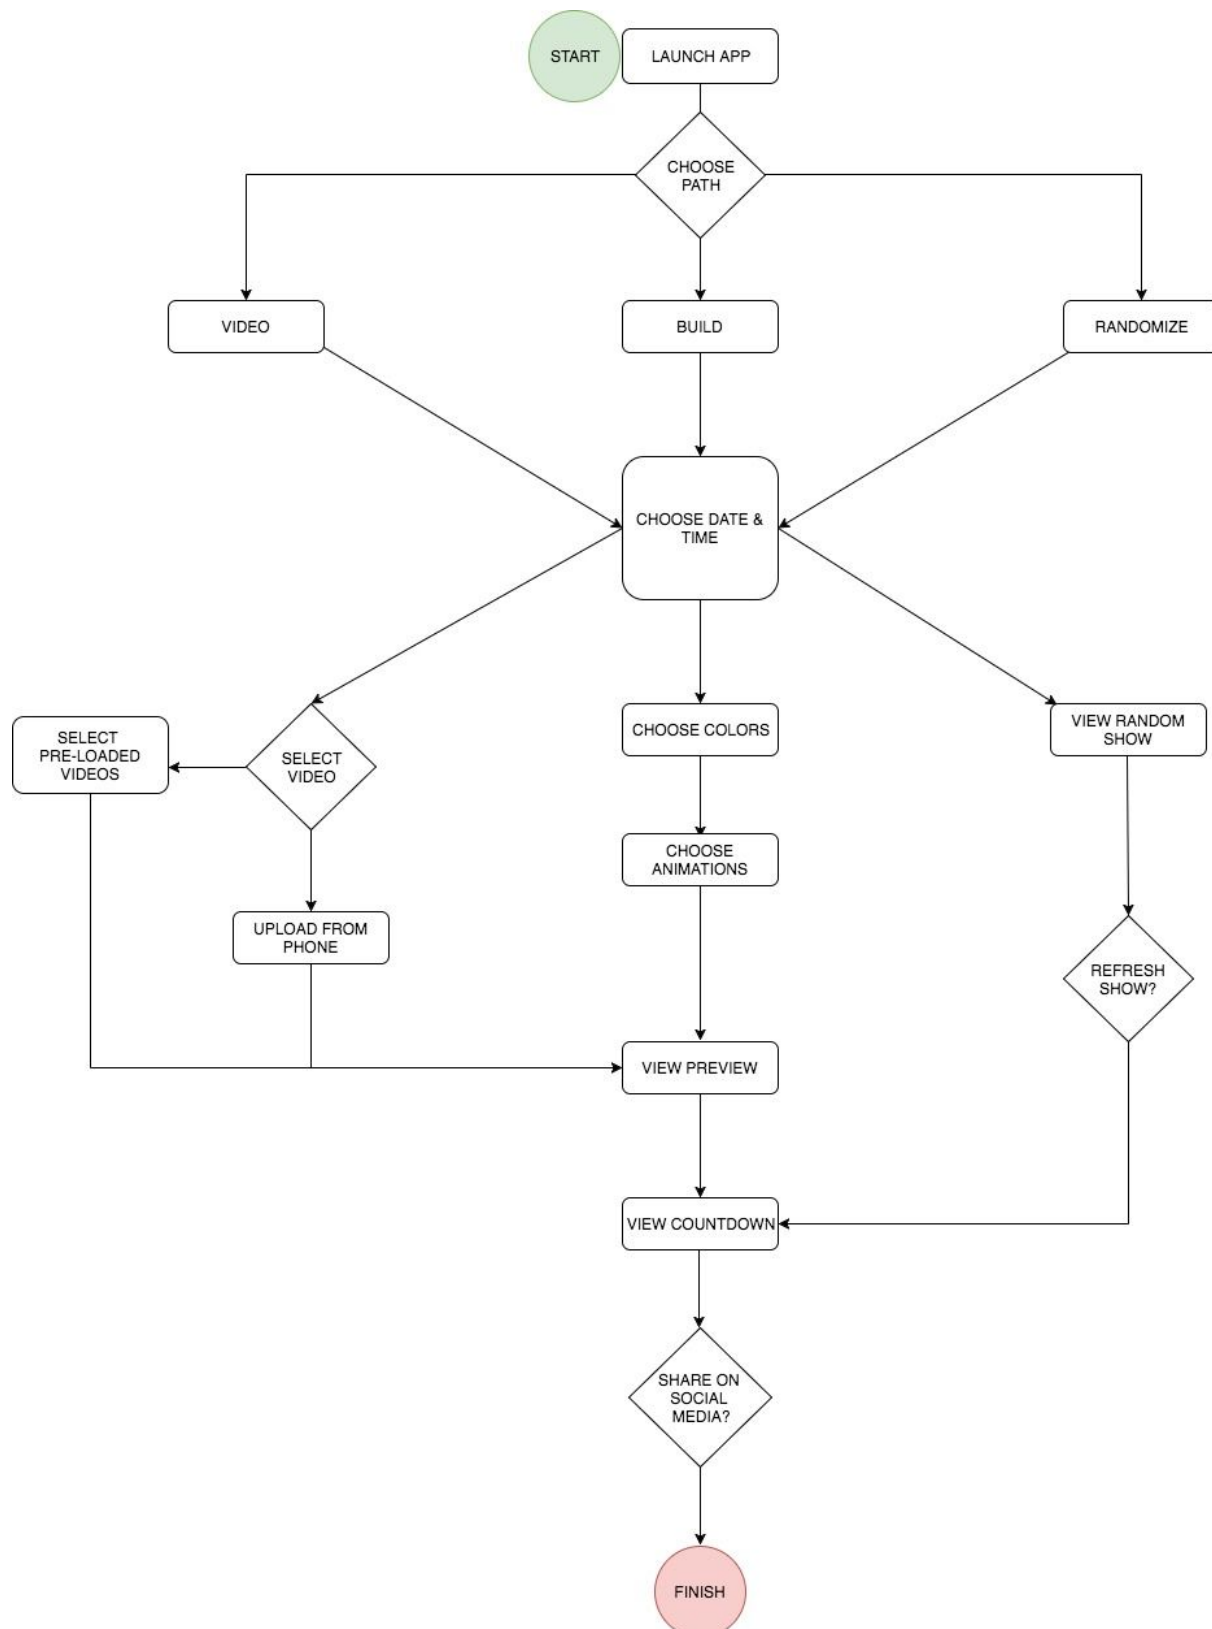 START
LAUNCH APP
CHOOSE
PATH
VIDEO
BUILD
RANDOMIZE
CHOOSE DATE &
TIME
SELECT
PRE-LOADED
VIDEOS
SELECT
VIDEO
CHOOSE COLORS
VIEW RANDOM
SHOW
CHOOSE
ANIMATIONS
UPLOAD FROM
PHONE
REFRESH
SHOW?
VIEW PREVIEW
VIEW COUNTDOWN
SHARE ON
SOCIAL
MEDIA?
FINISH